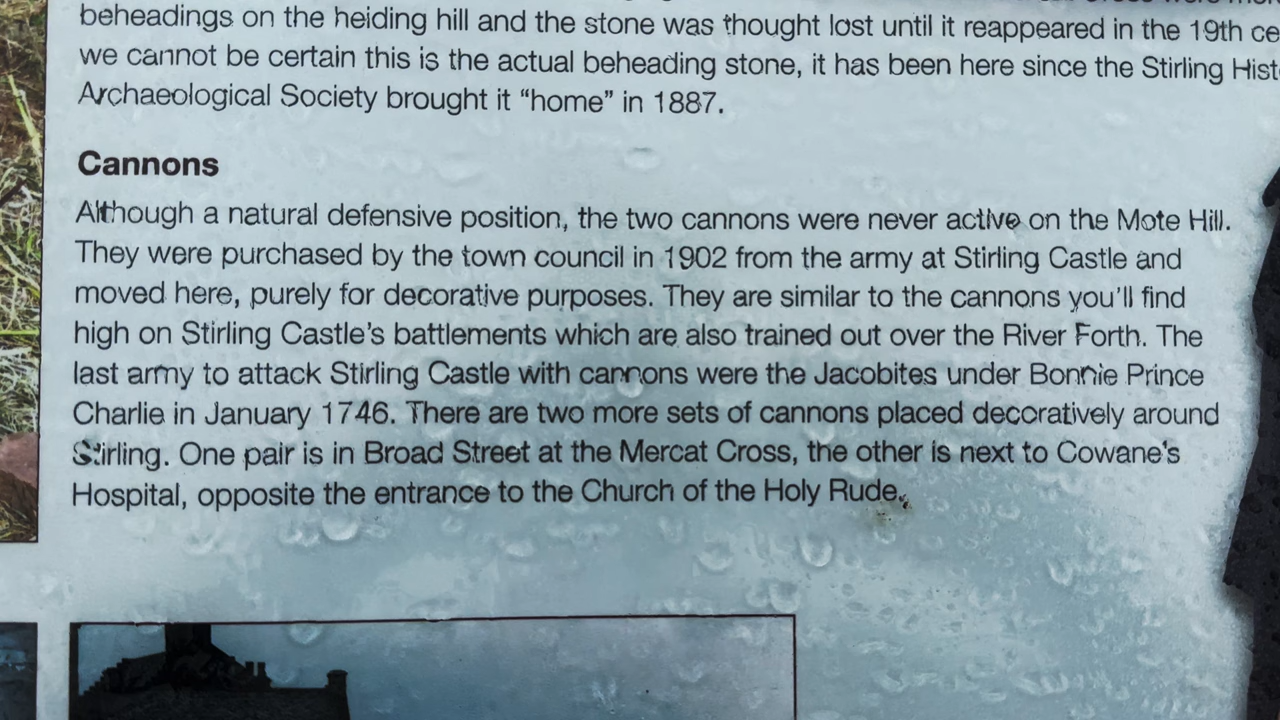 beheadings on the heiding hill and the stone was thought lost until it reappeared in the 19th ce
we cannot be certain this is the actual beheading stone, it has been here since the Stirling Hist
Archaeological Society brought it “home” in 1887.
Cannons
Although a natural defensive position, the two cannons were never active on the Mote Hill.
They were purchased by the town council in 1902 from the army at Stirling Castle and
moved here, purely for decorative purposes. They are similar to the cannons you’ll find
high on Stirling Castle’s battlements which are also trained out over the River Forth. The
last army to attack Stirling Castle with cannons were the Jacobites under Bonnie Prince
Charlie in January 1746. There are two more sets of cannons placed decoratively around
Stirling. One pair is in Broad Street at the Mercat Cross, the other is next to Cowane’s
Hospital, opposite the entrance to the Church of the Holy Rude.